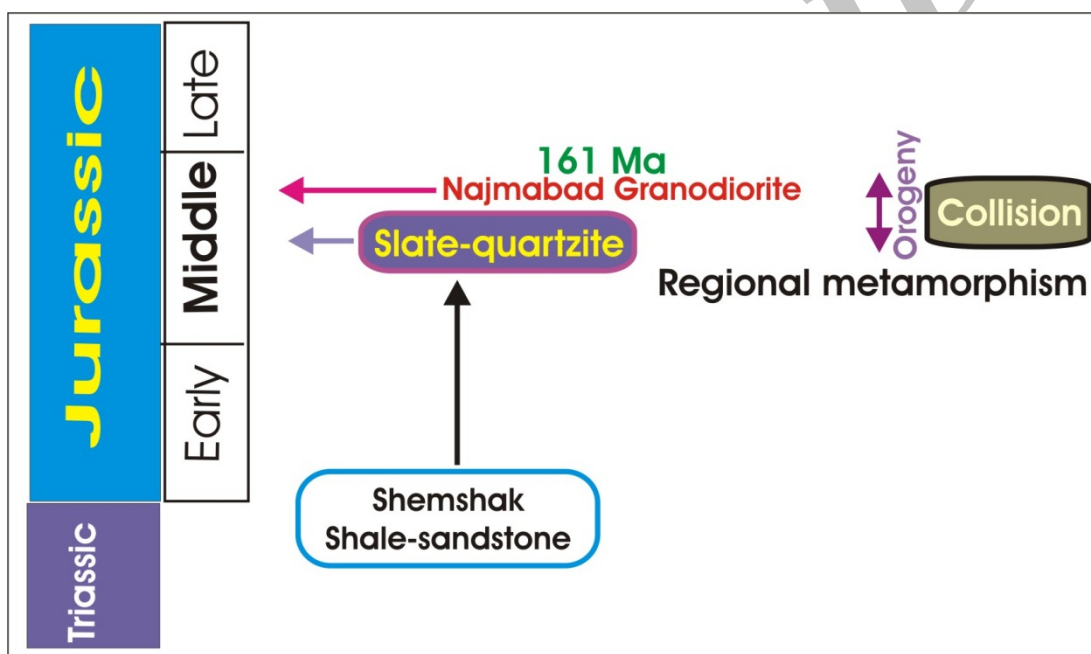 Jurassic
Late
Middle
Early
Triassic
161 Ma
Najmabad Granodiorite
Slate-quartzite
Orogeny
Collision
Regional metamorphism
Shemshak
Shale-sandstone